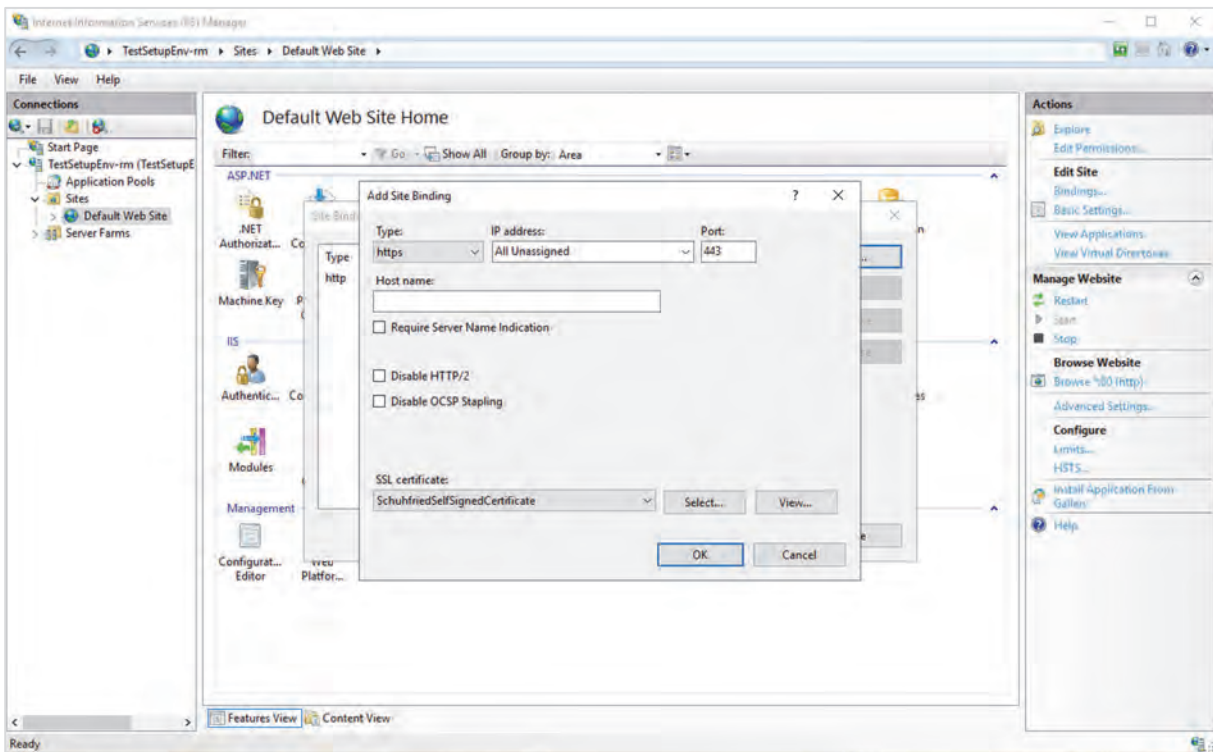 Internet Information Services (IIS) Manager
TestSetupEnv-rm Sites Default Web Site
File View Help
Connections
Start Page
TestSetupEnv-rm (TestSetupE
Application Pools
Sites
Default Web Site
Server Farms
Default Web Site Home
Filter: Go Show All Group by: Area
ASP.NET
.NET
Authorizat... Co
Machine Key P
IIS
Authentic... Co
Modules
Management
Configurat...
Editor
Web
Platfor...
Site Bind
Type
http
Add Site Binding ?
Type: IP address: Port:
https All Unassigned 443
Host name:
Require Server Name Indication
Disable HTTP/2
Disable OCSP Stapling
SSL certificate:
SchuhfriedSelfSignedCertificate Select... View...
OK Cancel
Actions
Explore
Edit Permissions...
Edit Site
Bindings...
Basic Settings...
View Applications
View Virtual Directories
Manage Website
Restart
Start
Stop
Browse Website
Browse *:80 (http)
Advanced Settings...
Configure
Limits...
HSTS...
Install Application From
Gallery
Help
Features View Content View
Ready